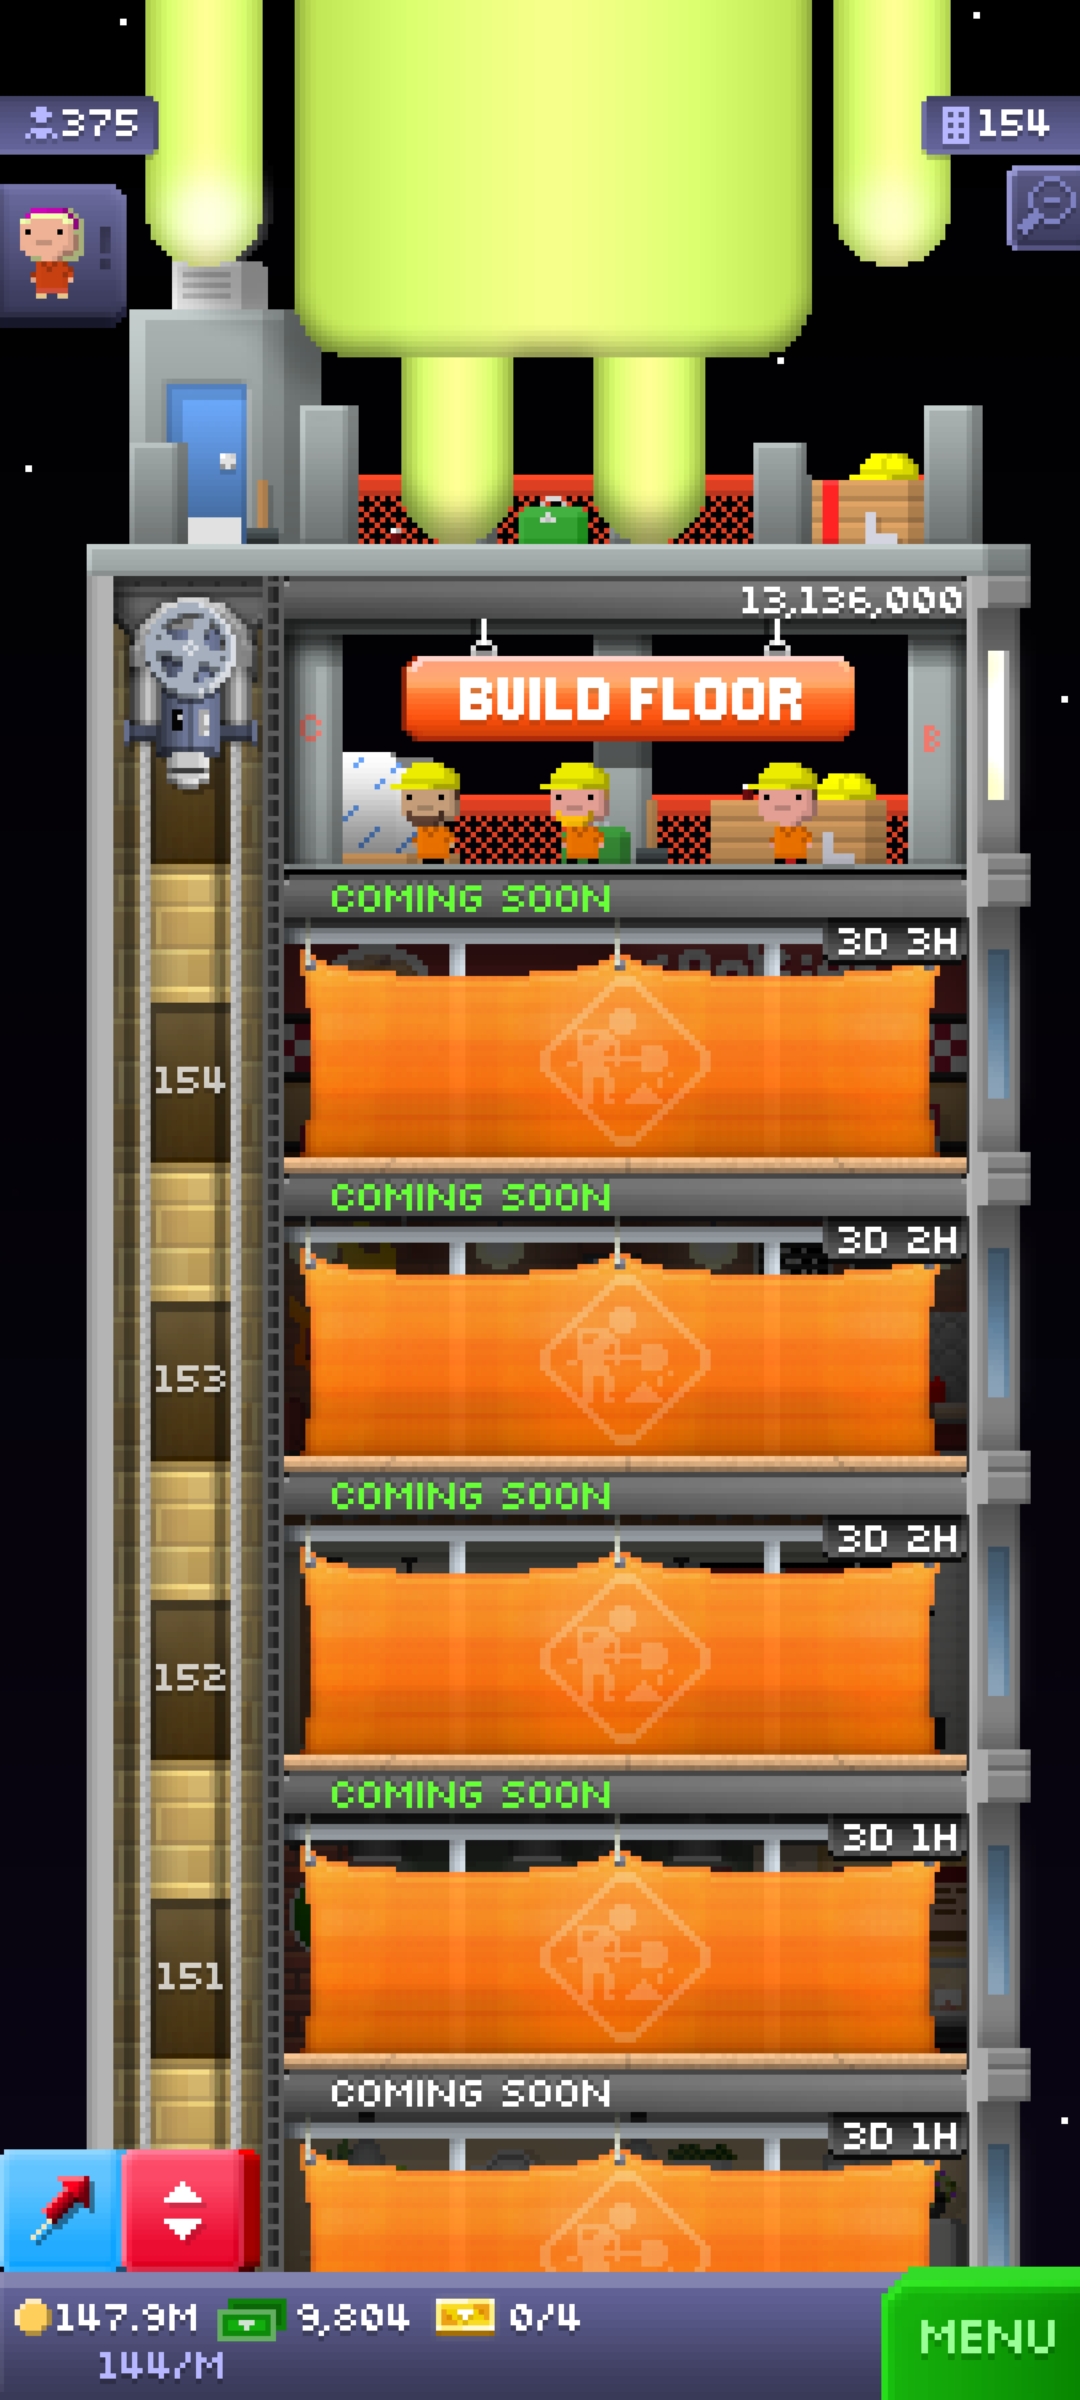 375
154
!
13,136,000
BUILD FLOOR
C
B
COMING SOON
3D 3H
154
COMING SOON
3D 2H
153
COMING SOON
3D 2H
152
COMING SOON
3D 1H
151
COMING SOON
3D 1H
147.9M 9,804 0/4
144/M
MENU